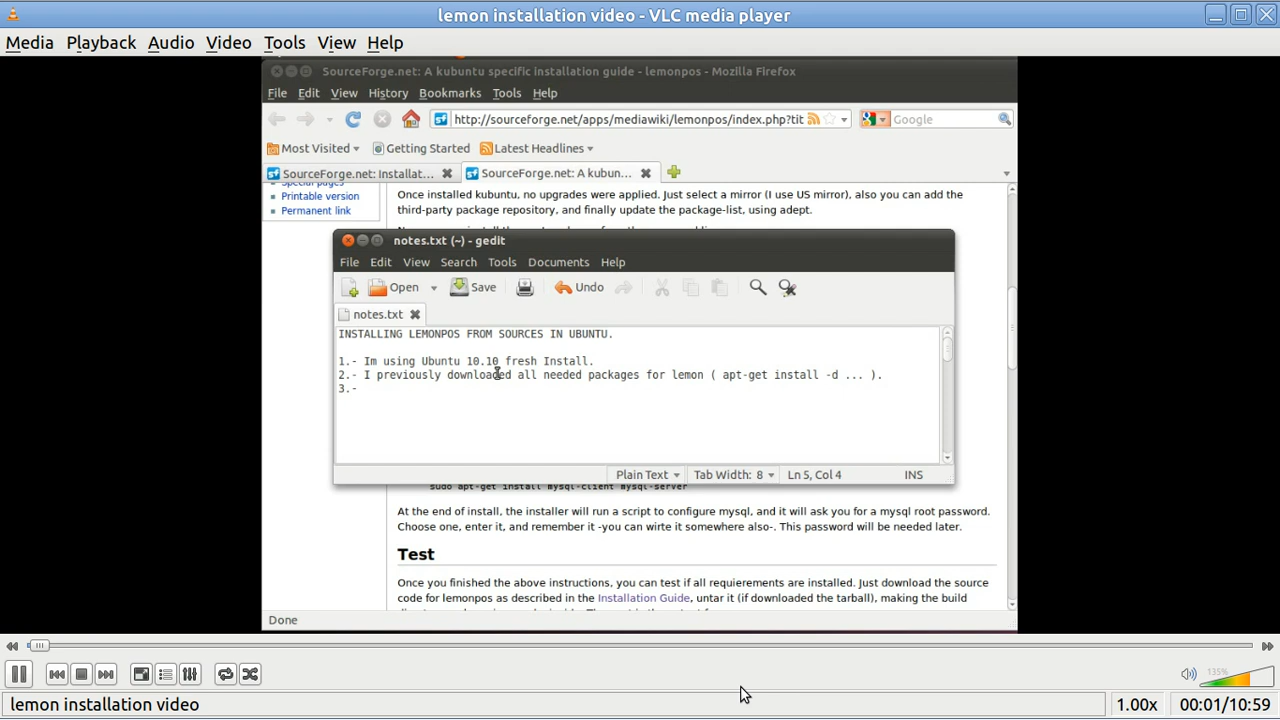 lemon installation video - VLC media player
Media Playback Audio Video Tools View Help
SourceForge.net: A kubuntu specific installation guide - lemonpos - Mozilla Firefox
File Edit View History Bookmarks Tools Help
http://sourceforge.net/apps/mediawiki/lemonpos/index.php?tit
Google
Most Visited Getting Started Latest Headlines
SourceForge.net: Installat... SourceForge.net: A kubun...
Special pages
Printable version
Permanent link
Once installed kubuntu, no upgrades were applied. Just select a mirror (I use US mirror), also you can add the
third-party package repository, and finally update the package-list, using adept.
notes.txt (~) - gedit
File Edit View Search Tools Documents Help
Open Save Undo
notes.txt
INSTALLING LEMONPOS FROM SOURCES IN UBUNTU.
1.- Im using Ubuntu 10.10 fresh Install.
2.- I previously downloaded all needed packages for lemon ( apt-get install -d ... ).
3.-
Plain Text Tab Width: 8 Ln 5, Col 4 INS
sudo apt-get install mysql-client mysql-server
At the end of install, the installer will run a script to configure mysql, and it will ask you for a mysql root password.
Choose one, enter it, and remember it -you can wirte it somewhere also-. This password will be needed later.
Test
Once you finished the above instructions, you can test if all requierements are installed. Just download the source
code for lemonpos as described in the Installation Guide, untar it (if downloaded the tarball), making the build
Done
135%
lemon installation video 1.00x 00:01/10:59